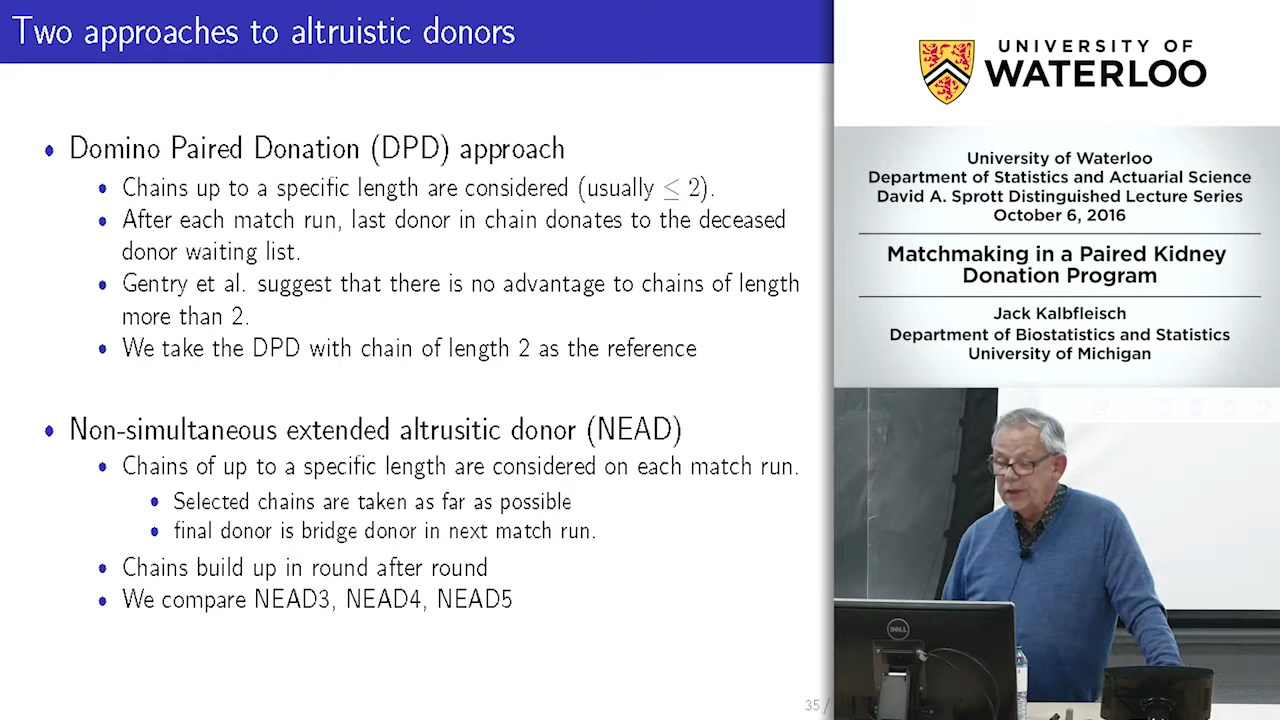 Two approaches to altruistic donors
• Domino Paired Donation (DPD) approach
• Chains up to a specific length are considered (usually ≤ 2).
• After each match run, last donor in chain donates to the deceased
donor waiting list.
• Gentry et al. suggest that there is no advantage to chains of length
more than 2.
• We take the DPD with chain of length 2 as the reference
• Non-simultaneous extended altrusitic donor (NEAD)
• Chains of up to a specific length are considered on each match run.
• Selected chains are taken as far as possible
• final donor is bridge donor in next match run.
• Chains build up in round after round
• We compare NEAD3, NEAD4, NEAD5
35 /
UNIVERSITY OF
WATERLOO
University of Waterloo
Department of Statistics and Actuarial Science
David A. Sprott Distinguished Lecture Series
October 6, 2016
Matchmaking in a Paired Kidney
Donation Program
Jack Kalbfleisch
Department of Biostatistics and Statistics
University of Michigan
DELL